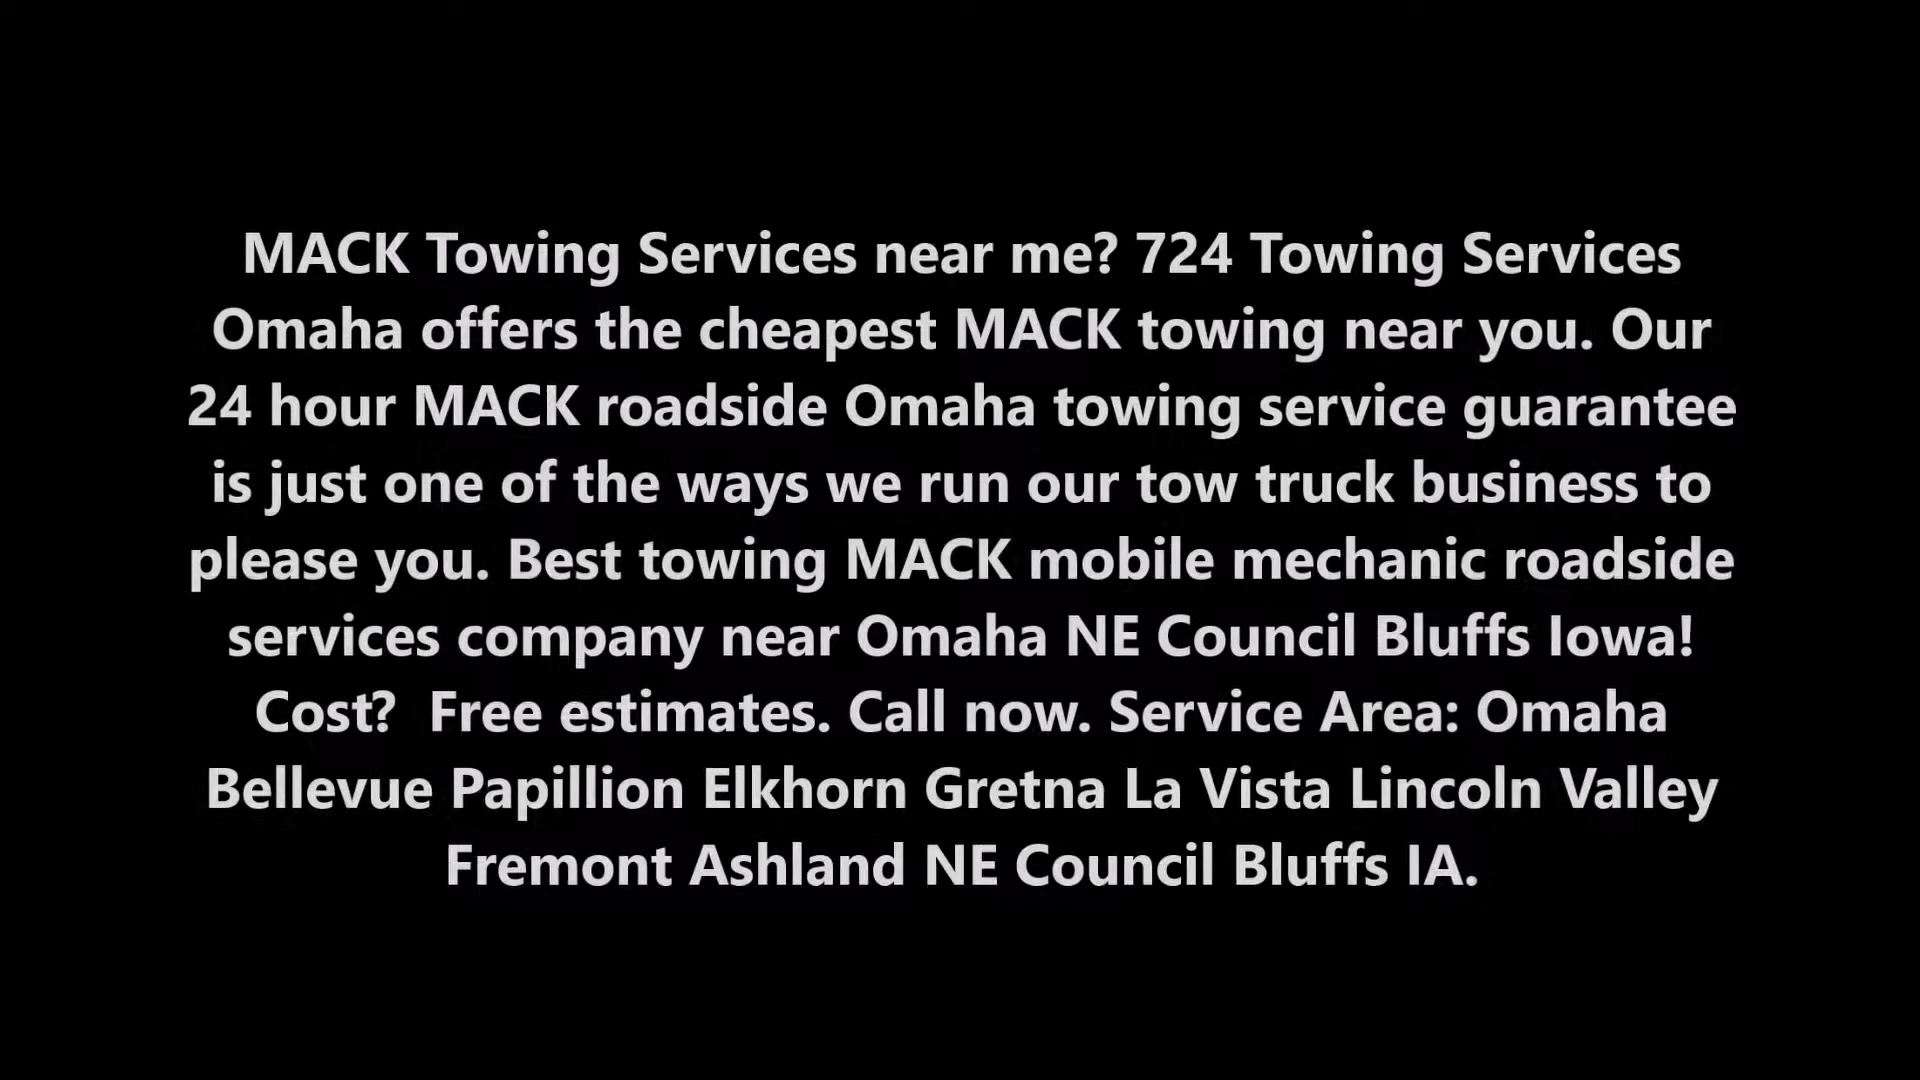 MACK Towing Services near me? 724 Towing Services
Omaha offers the cheapest MACK towing near you. Our
24 hour MACK roadside Omaha towing service guarantee
is just one of the ways we run our tow truck business to
please you. Best towing MACK mobile mechanic roadside
services company near Omaha NE Council Bluffs Iowa!
Cost?  Free estimates. Call now. Service Area: Omaha
Bellevue Papillion Elkhorn Gretna La Vista Lincoln Valley
Fremont Ashland NE Council Bluffs IA.